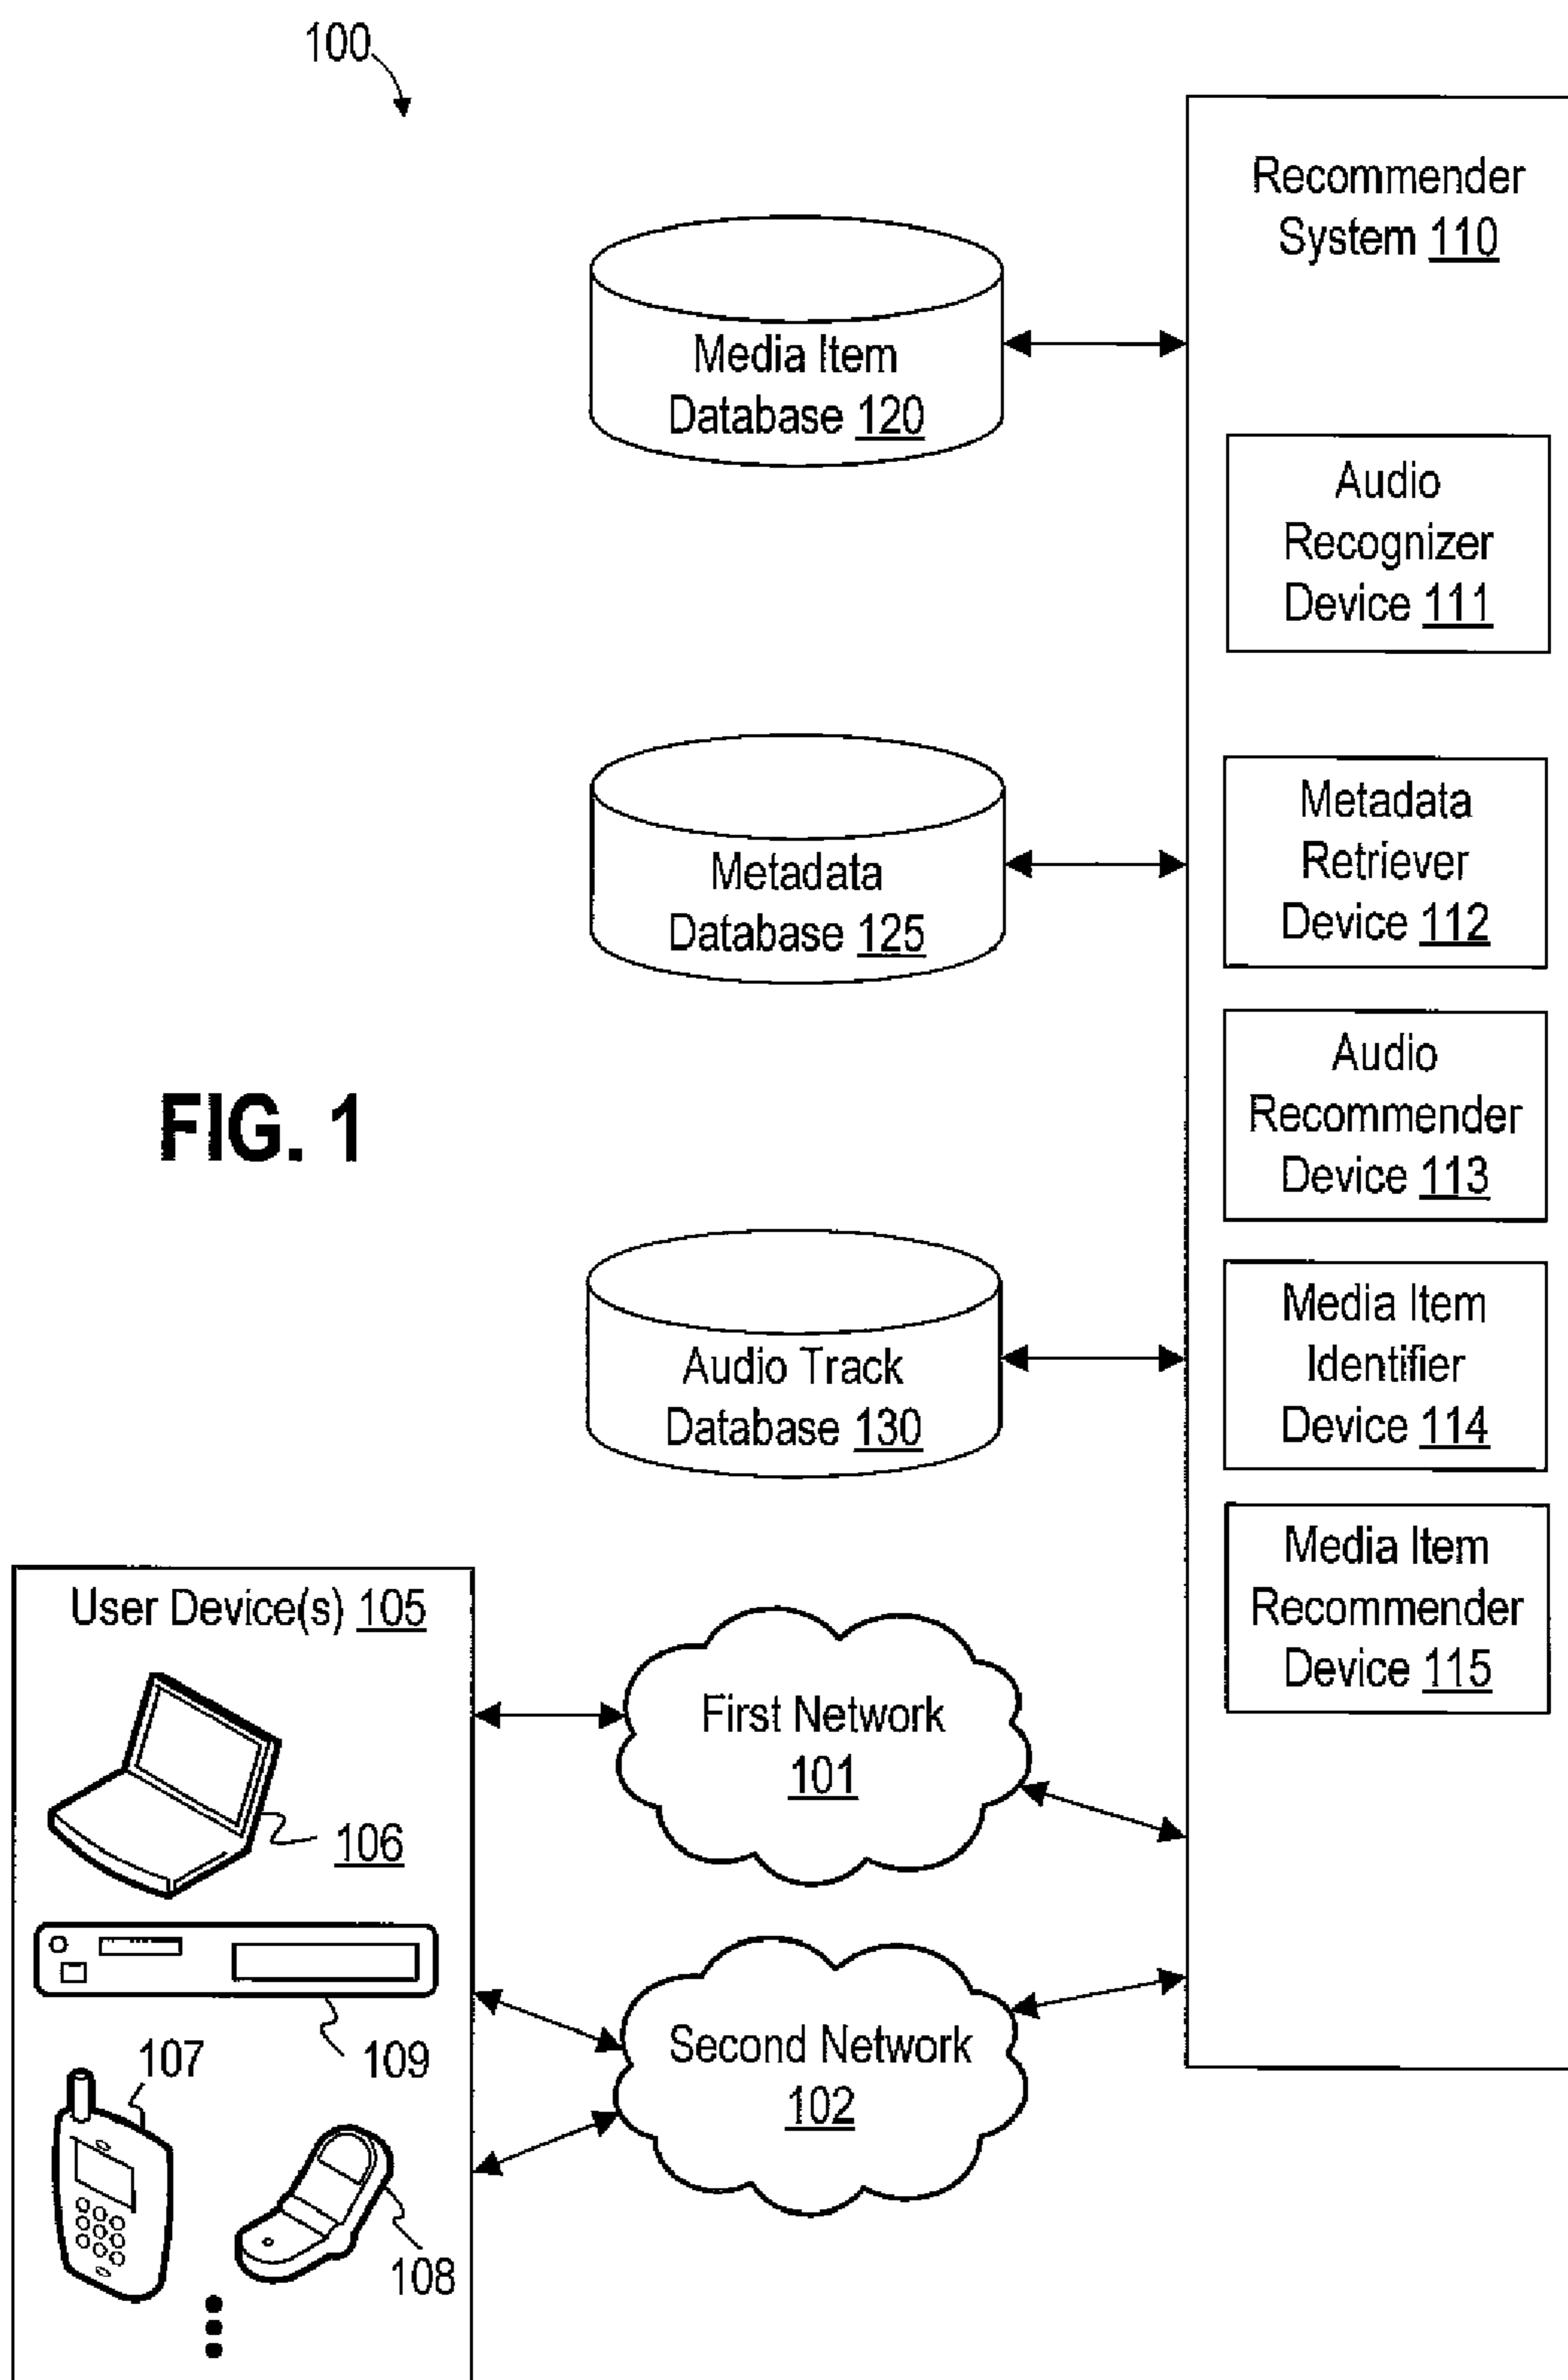 100
Recommender
System 110
Media Item
Database 120
Audio
Recognizer
Device 111
Metadata
Database 125
Metadata
Retriever
Device 112
Audio
Recommender
Device 113
FIG. 1
Audio Track
Database 130
Media Item
Identifier
Device 114
Media Item
Recommender
Device 115
User Device(s) 105
First Network
101
106
109
Second Network
102
107
108